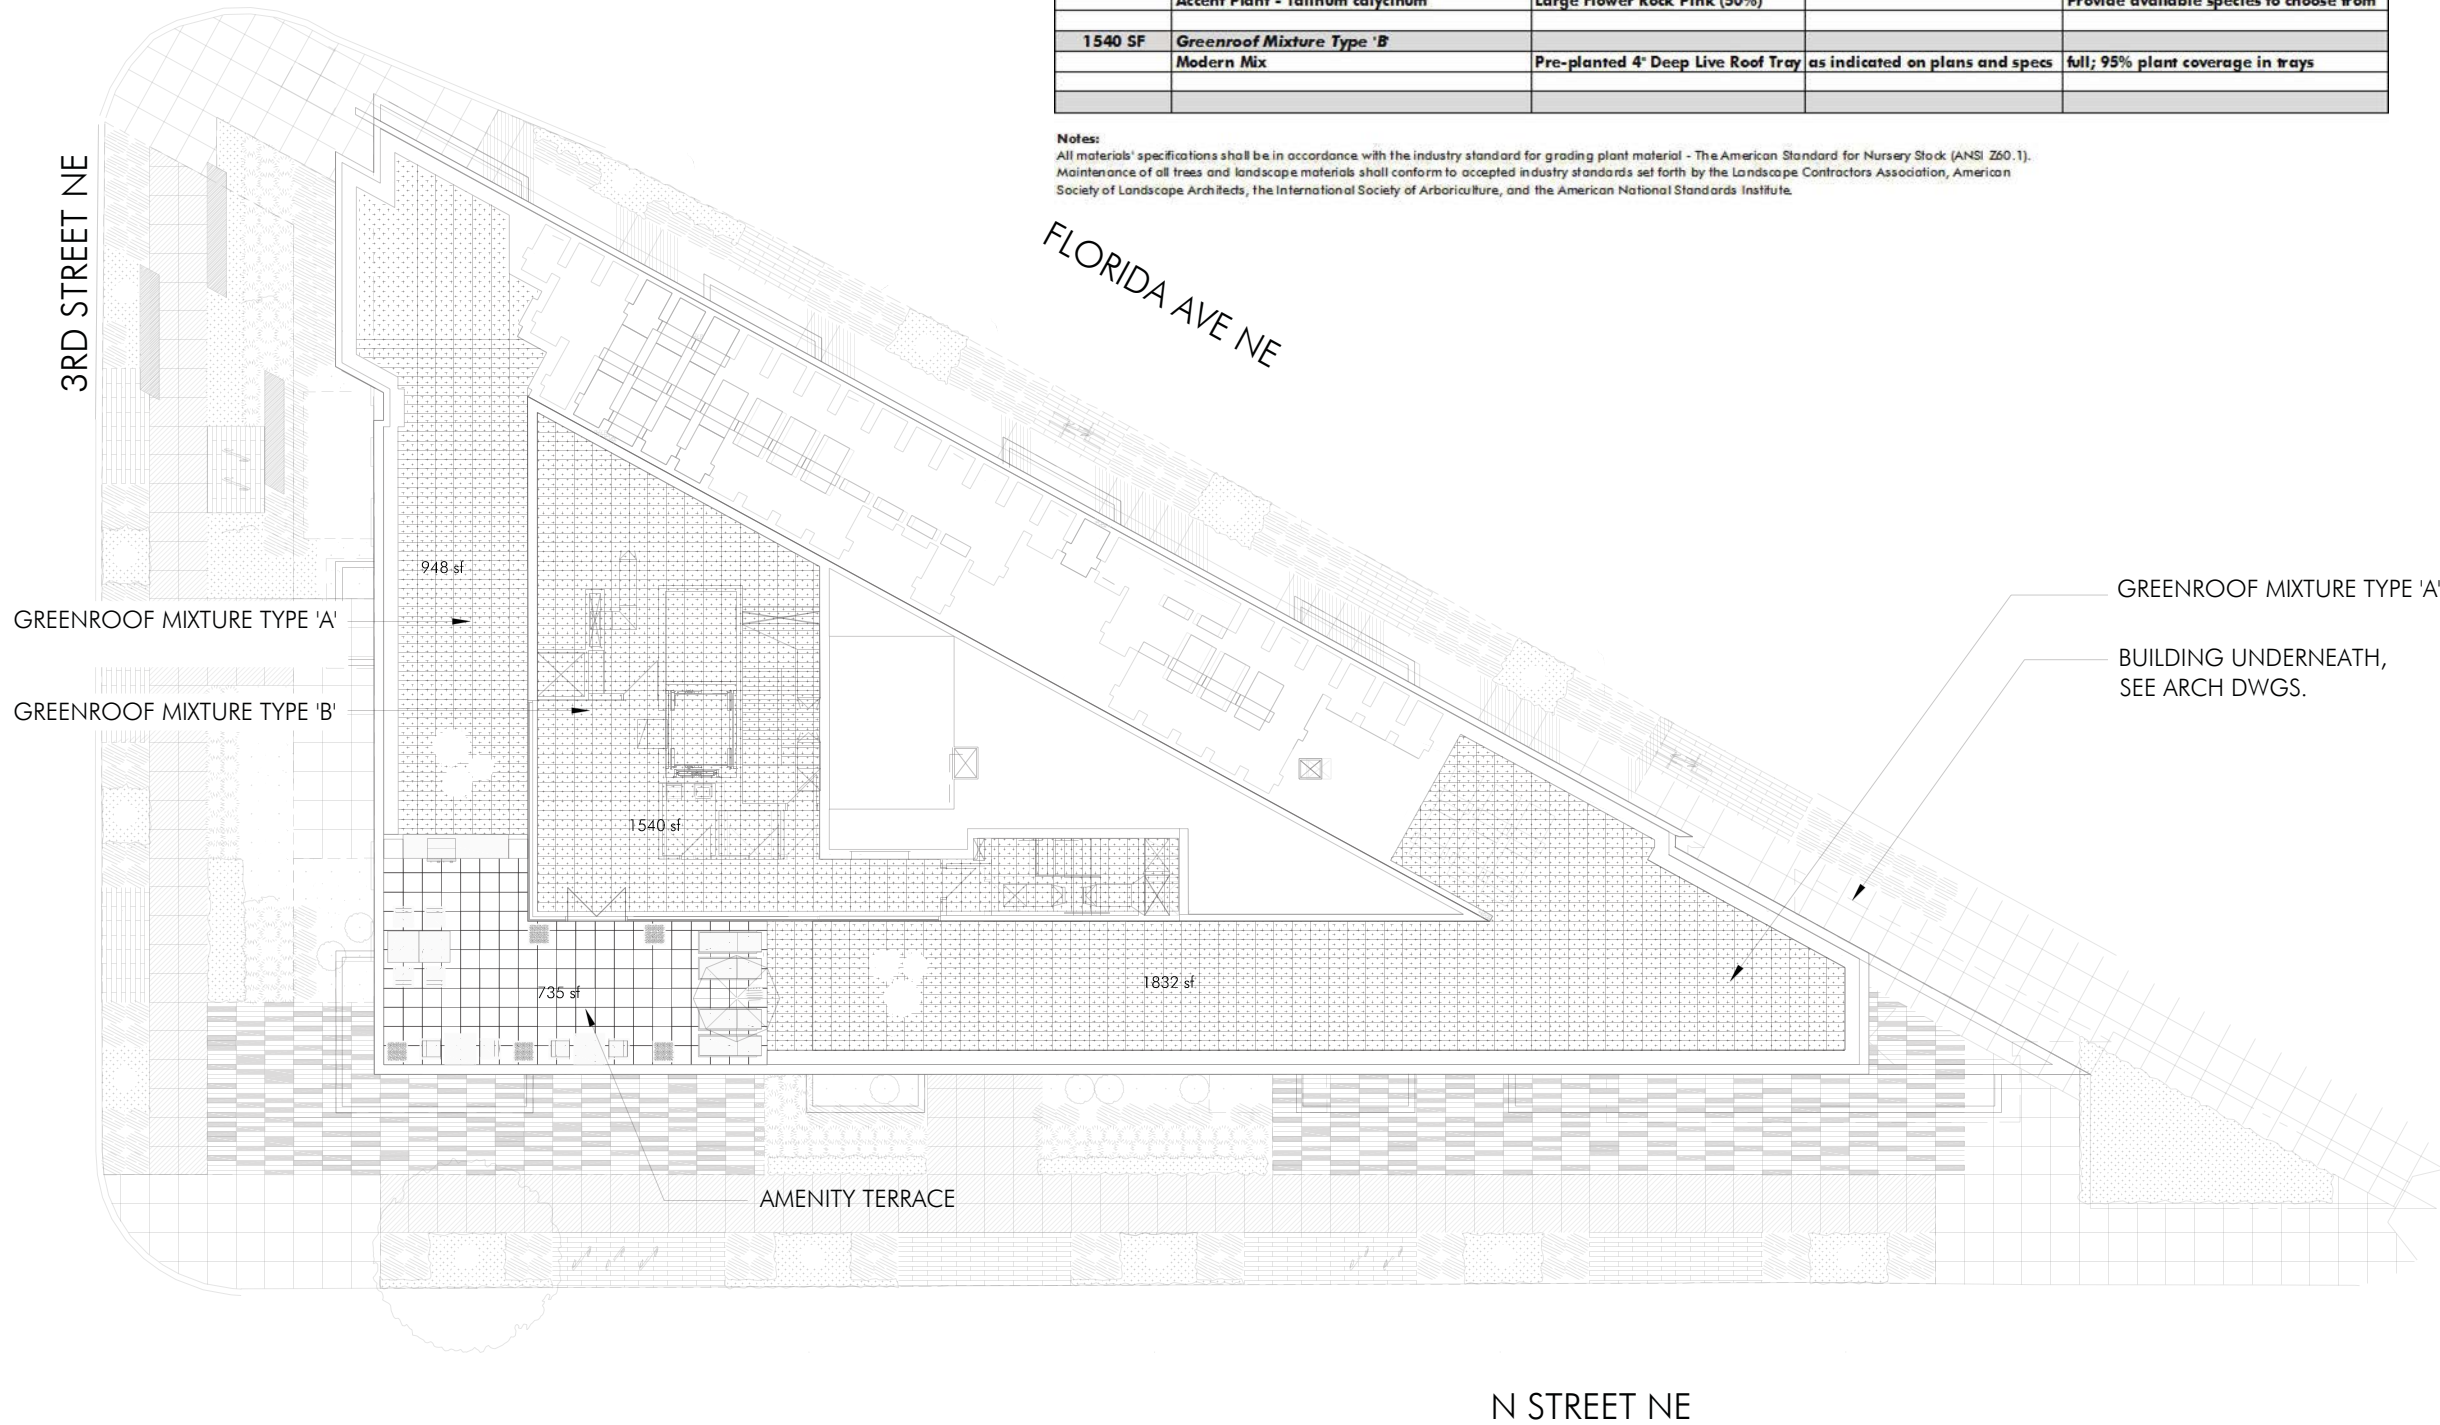 Accent Plant - Talinum calycinum Large Flower Rock Pink (50%) Provide available species to choose from
1540 SF Greenroof Mixture Type 'B'
Modern Mix Pre-planted 4" Deep Live Roof Tray as indicated on plans and specs full; 95% plant coverage in trays
Notes:
All materials' specifications shall be in accordance with the industry standard for grading plant material - The American Standard for Nursery Stock (ANSI Z60.1).
Maintenance of all trees and landscape materials shall conform to accepted industry standards set forth by the Landscape Contractors Association, American
Society of Landscape Architects, the International Society of Arboriculture, and the American National Standards Institute.
3RD STREET NE
FLORIDA AVE NE
948 sf
GREENROOF MIXTURE TYPE 'A'
GREENROOF MIXTURE TYPE 'B'
1540 sf
GREENROOF MIXTURE TYPE 'A'
BUILDING UNDERNEATH,
SEE ARCH DWGS.
735 sf
1832 sf
AMENITY TERRACE
N STREET NE